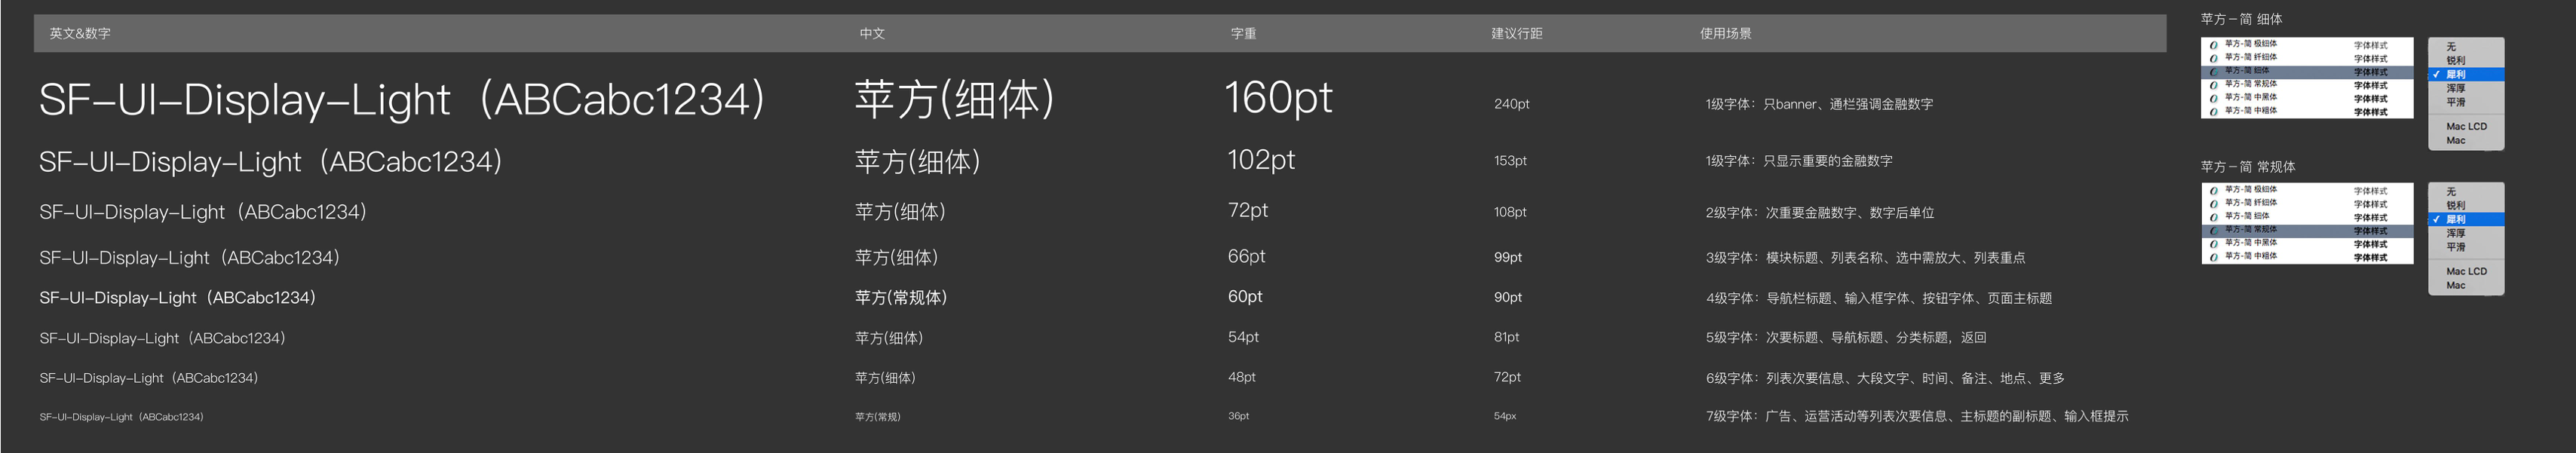 英文&数字 中文 字重 建议行距 使用场景
SF-UI-Display-Light（ABCabc1234） 苹方(细体) 160pt 240pt 1级字体：只banner、通栏强调金融数字
SF-UI-Display-Light（ABCabc1234） 苹方(细体) 102pt 153pt 1级字体：只显示重要的金融数字
SF-UI-Display-Light（ABCabc1234） 苹方(细体) 72pt 108pt 2级字体：次重要金融数字、数字后单位
SF-UI-Display-Light（ABCabc1234） 苹方(细体) 66pt 99pt 3级字体：模块标题、列表名称、选中需放大、列表重点
SF-UI-Display-Light（ABCabc1234） 苹方(常规体) 60pt 90pt 4级字体：导航栏标题、输入框字体、按钮字体、页面主标题
SF-UI-Display-Light（ABCabc1234） 苹方(细体) 54pt 81pt 5级字体：次要标题、导航标题、分类标题，返回
SF-UI-Display-Light（ABCabc1234） 苹方(细体) 48pt 72pt 6级字体：列表次要信息、大段文字、时间、备注、地点、更多
SF-UI-Display-Light（ABCabc1234） 苹方(常规) 36pt 54px 7级字体：广告、运营活动等列表次要信息、主标题的副标题、输入框提示
苹方－简 细体
苹方-简 极细体 字体样式
苹方-简 纤细体 字体样式
苹方-简 细体 字体样式
苹方-简 常规体 字体样式
苹方-简 中黑体 字体样式
苹方-简 中粗体 字体样式
无
锐利
✓ 犀利
浑厚
平滑
Mac LCD
Mac
苹方－简 常规体
苹方-简 极细体 字体样式
苹方-简 纤细体 字体样式
苹方-简 细体 字体样式
苹方-简 常规体 字体样式
苹方-简 中黑体 字体样式
苹方-简 中粗体 字体样式
无
锐利
✓ 犀利
浑厚
平滑
Mac LCD
Mac